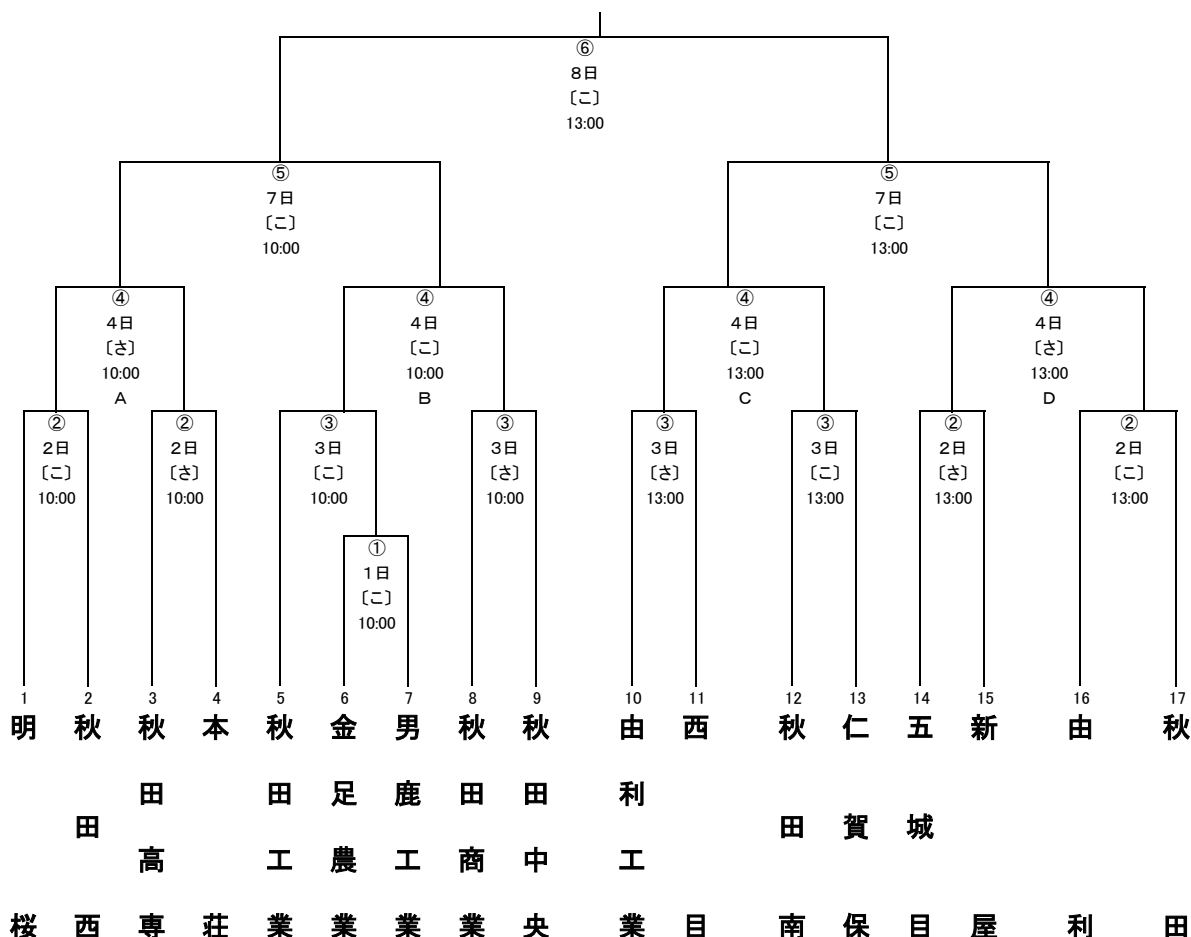 ⑥
8日
〔こ〕
13:00
⑤
7日
〔こ〕
10:00
⑤
7日
〔こ〕
13:00
④
4日
〔さ〕
10:00
A
④
4日
〔こ〕
10:00
B
④
4日
〔こ〕
13:00
C
④
4日
〔さ〕
13:00
D
②
2日
〔こ〕
10:00
②
2日
〔さ〕
10:00
③
3日
〔こ〕
10:00
③
3日
〔さ〕
10:00
③
3日
〔さ〕
13:00
③
3日
〔こ〕
13:00
②
2日
〔さ〕
13:00
②
2日
〔こ〕
13:00
①
1日
〔こ〕
10:00
1
明桜
2
秋田西
3
秋田高専
4
本荘
5
秋田工業
6
金足農業
7
男鹿工業
8
秋田商業
9
秋田中央
10
由利工業
11
西目
12
秋田南
13
仁賀保
14
五城目
15
新屋
16
由利
17
秋田